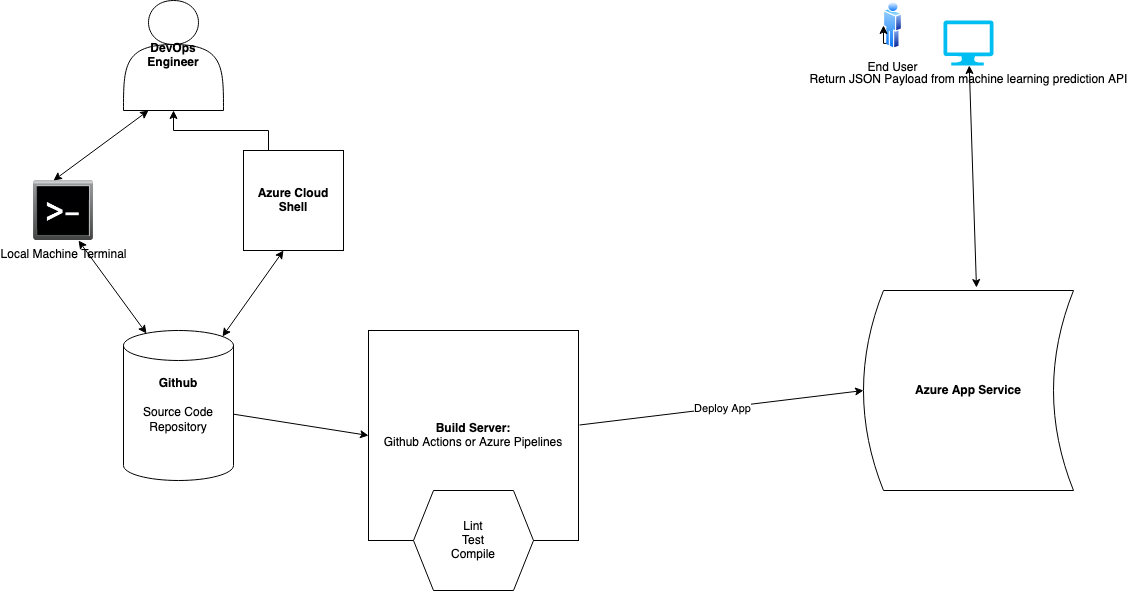 DevOps
Engineer
End User
Return JSON Payload from machine learning prediction API
Azure Cloud
Shell
>-
Local Machine Terminal
Github
Source Code
Repository
Build Server:
Github Actions or Azure Pipelines
Lint
Test
Compile
Deploy App
Azure App Service